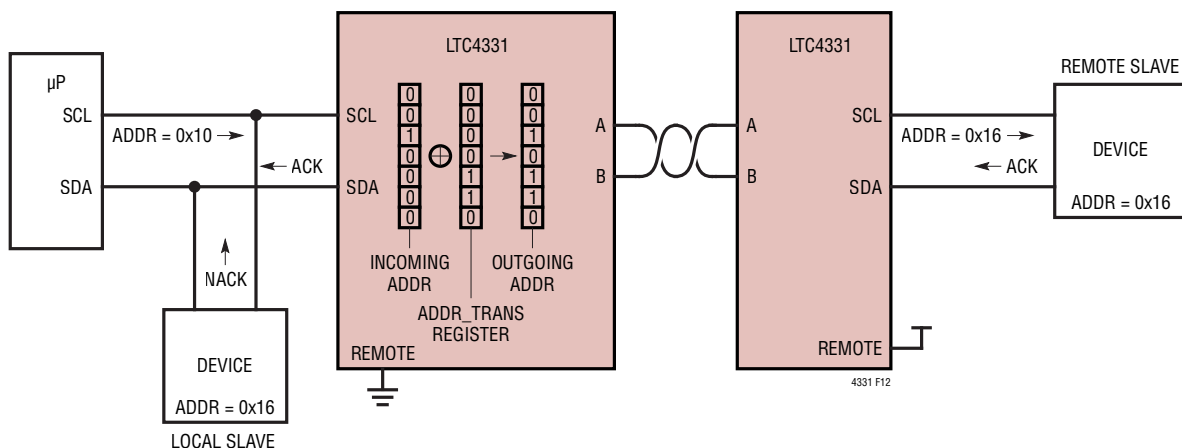 µP
SCL
SDA
ADDR = 0x10
ACK
NACK
DEVICE
ADDR = 0x16
LOCAL SLAVE
LTC4331
SCL
SDA
0 0 0
0 0 0
1 0 1
0 0 0
0 1 1
0 1 1
0 0 0
INCOMING
ADDR
ADDR_TRANS
REGISTER
OUTGOING
ADDR
REMOTE
A
B
LTC4331
A
B
SCL
SDA
REMOTE
ADDR = 0x16
ACK
REMOTE SLAVE
DEVICE
ADDR = 0x16
4331 F12